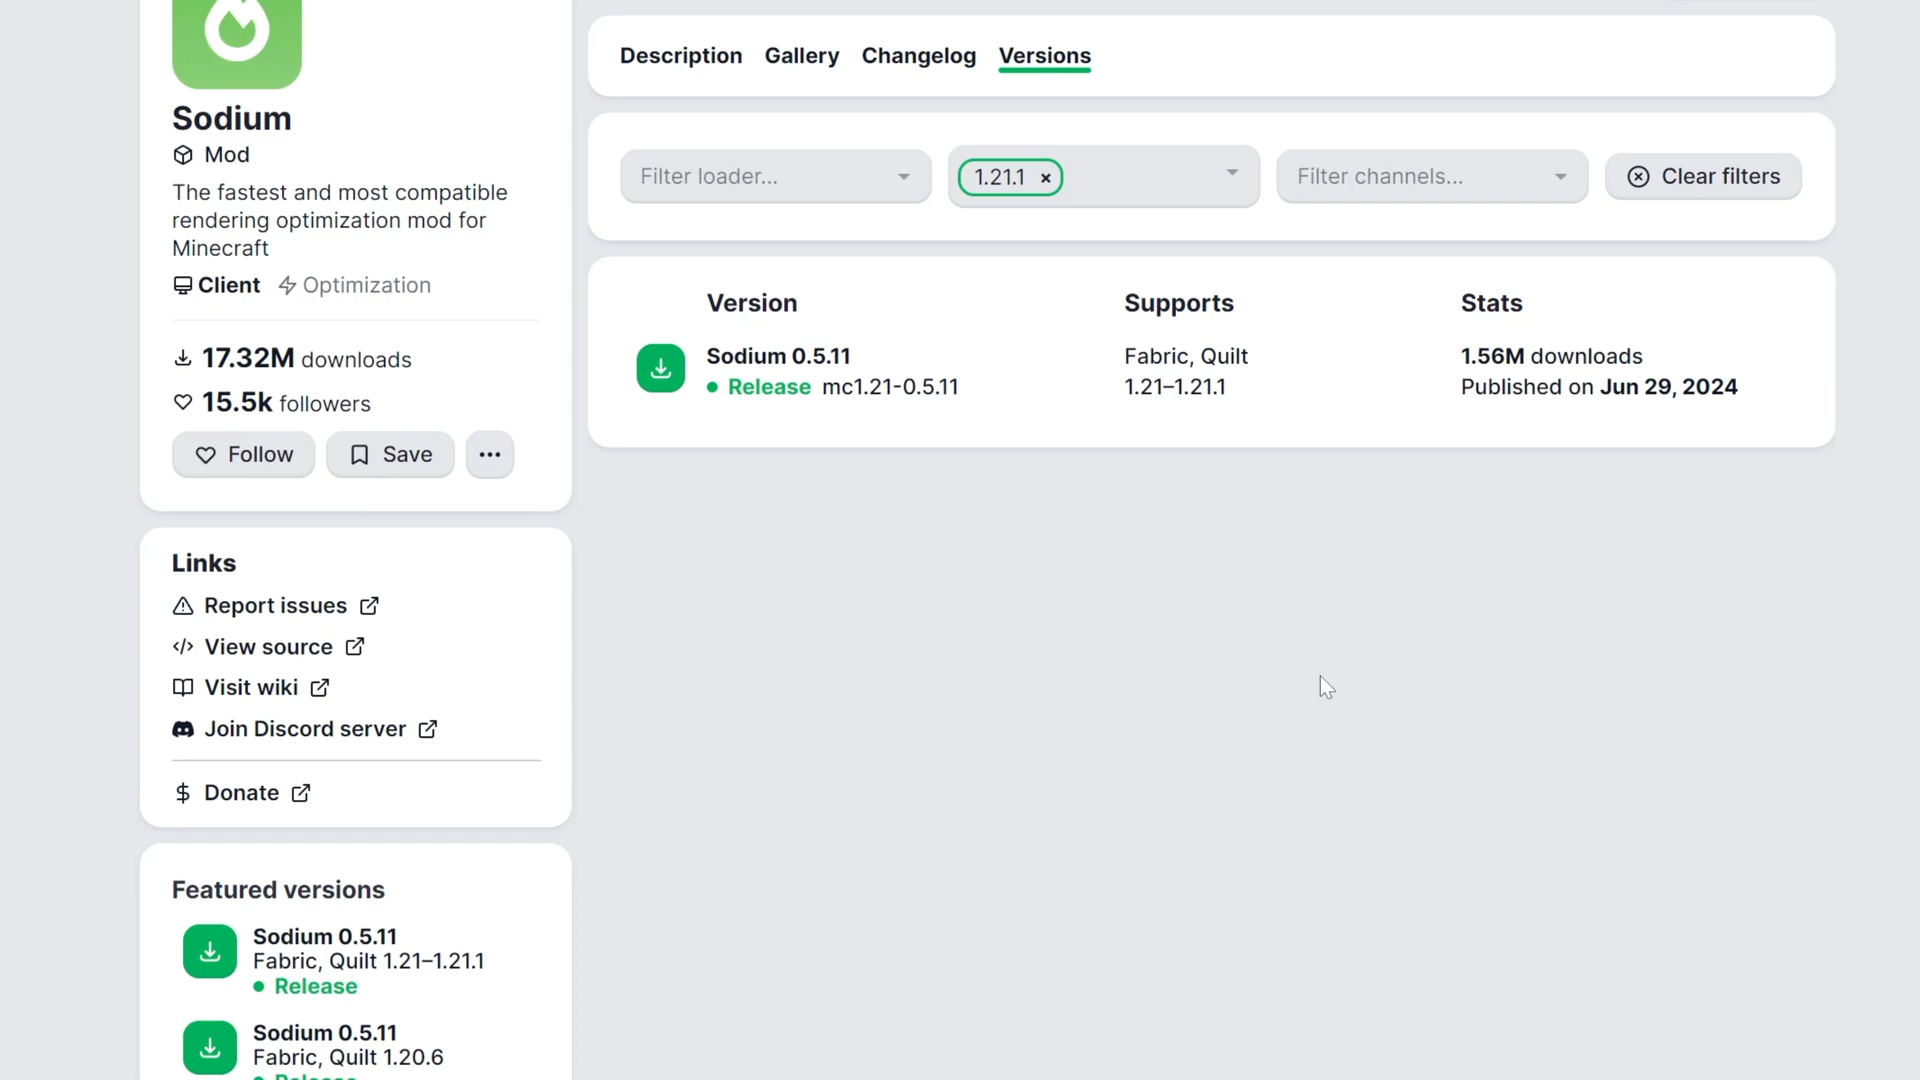 Sodium
Mod
The fastest and most compatible
rendering optimization mod for
Minecraft
Client Optimization
17.32M downloads
15.5k followers
Follow Save
Links
Report issues
View source
Visit wiki
Join Discord server
Donate
Featured versions
Sodium 0.5.11
Fabric, Quilt 1.21–1.21.1
Release
Sodium 0.5.11
Fabric, Quilt 1.20.6
Release
Description Gallery Changelog Versions
Filter loader... 1.21.1 × Filter channels... Clear filters
Version Supports Stats
Sodium 0.5.11 Fabric, Quilt 1.56M downloads
Release mc1.21-0.5.11 1.21–1.21.1 Published on Jun 29, 2024